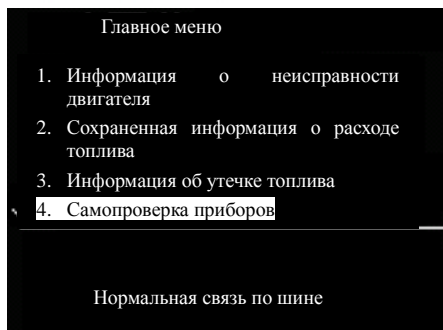 Главное меню
1. Информация о неисправности
двигателя
2. Сохраненная информация о расходе
топлива
3. Информация об утечке топлива
4. Самопроверка приборов
Нормальная связь по шине